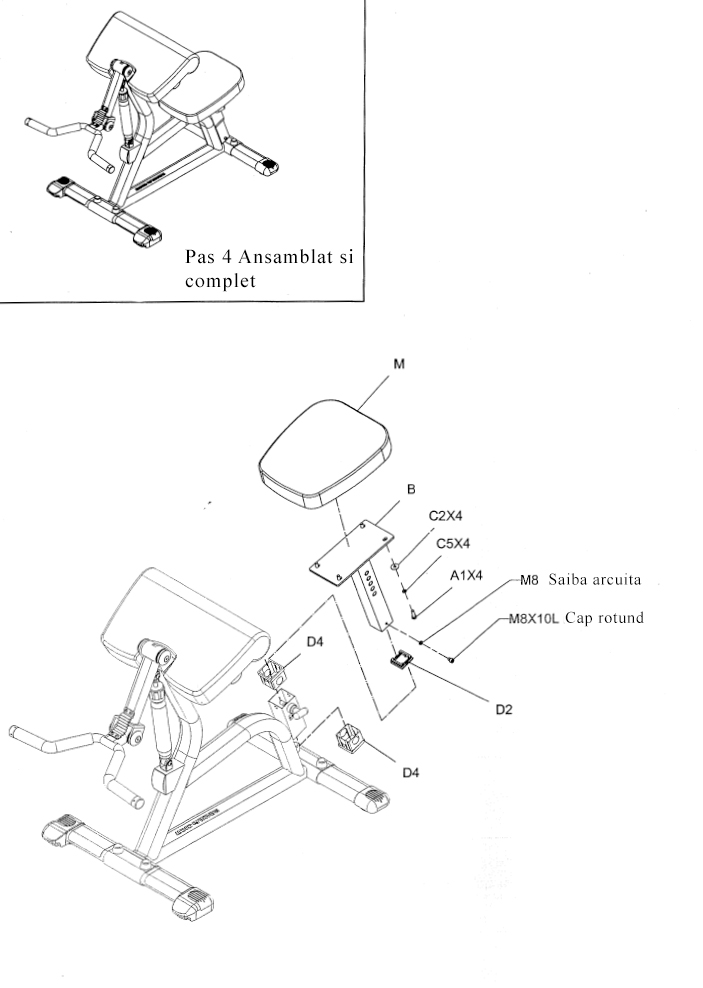 Pas 4 Ansamblat si
complet
M
B
C2X4
C5X4
A1X4
M8 Saiba arcuita
M8X10L Cap rotund
D4
D2
D4